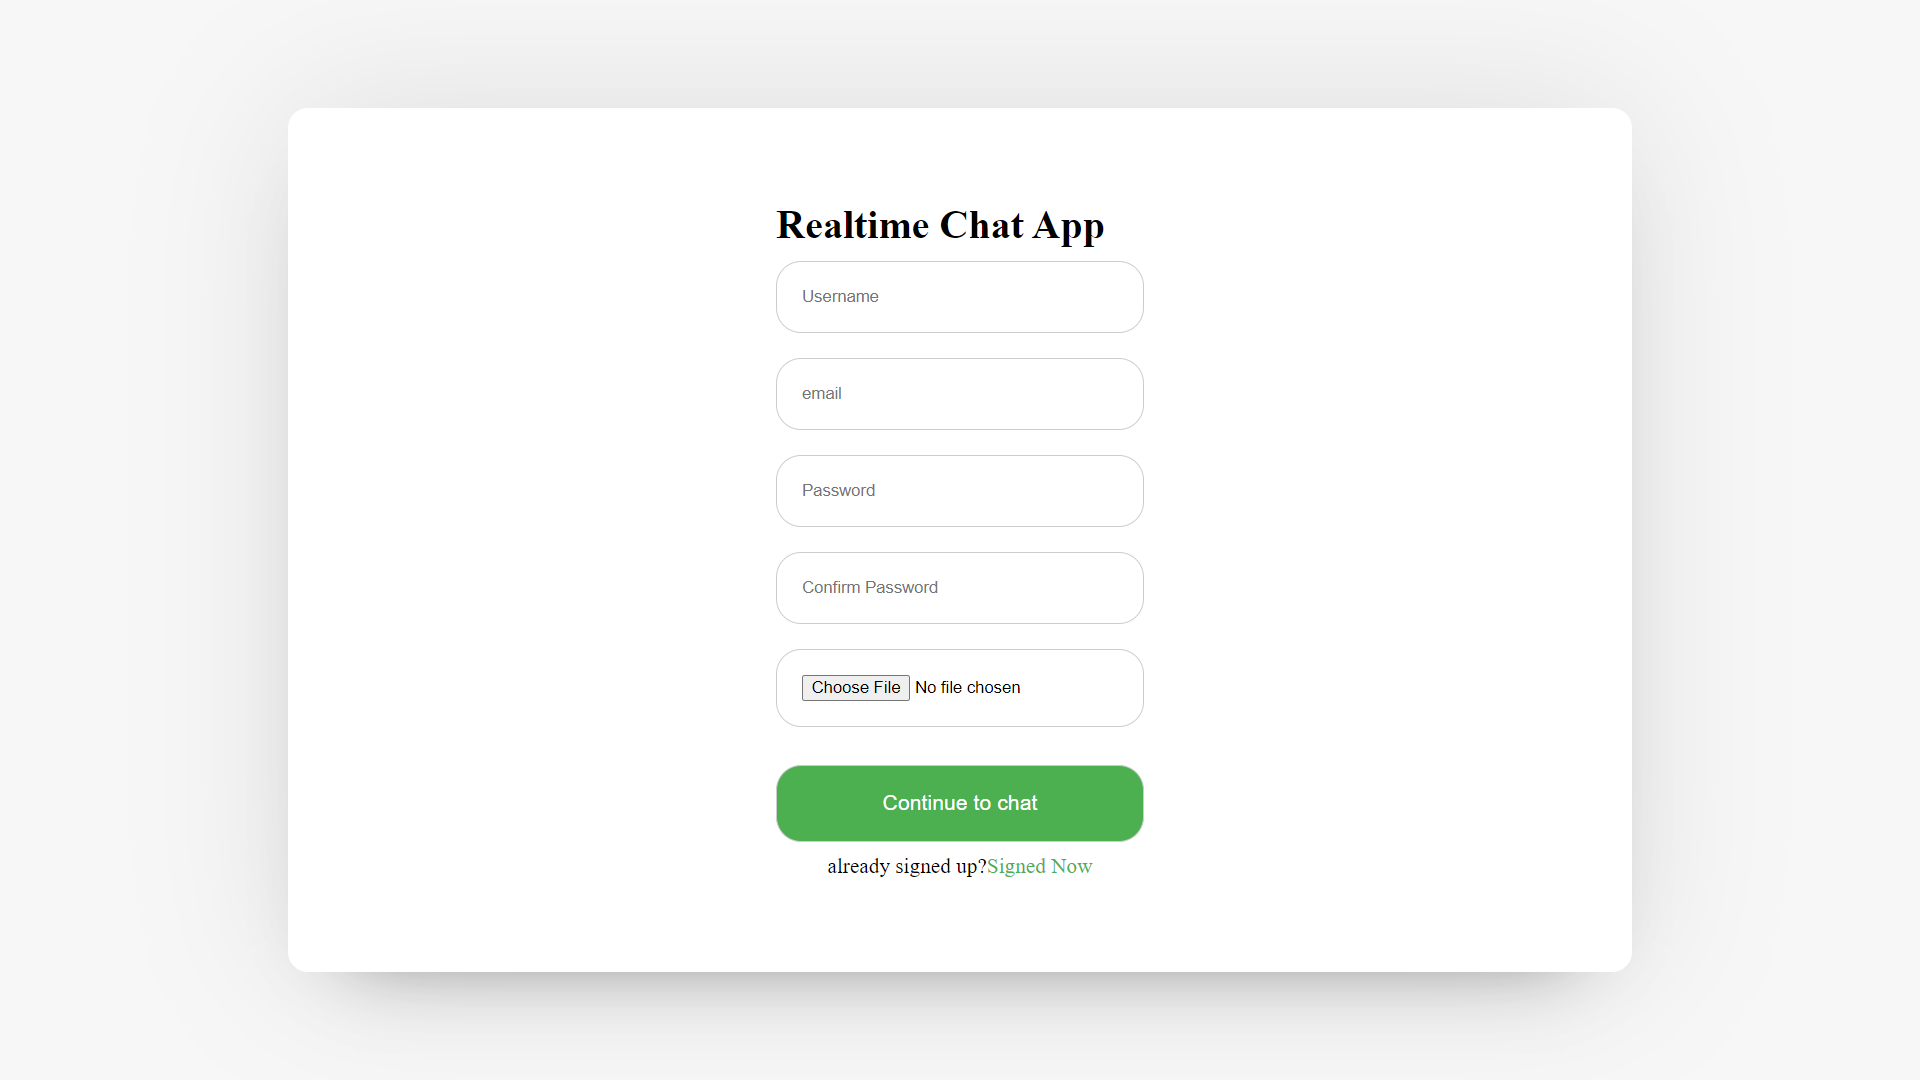 Realtime Chat App
Username
email
Password
Confirm Password
Choose File No file chosen
Continue to chat
already signed up?Signed Now